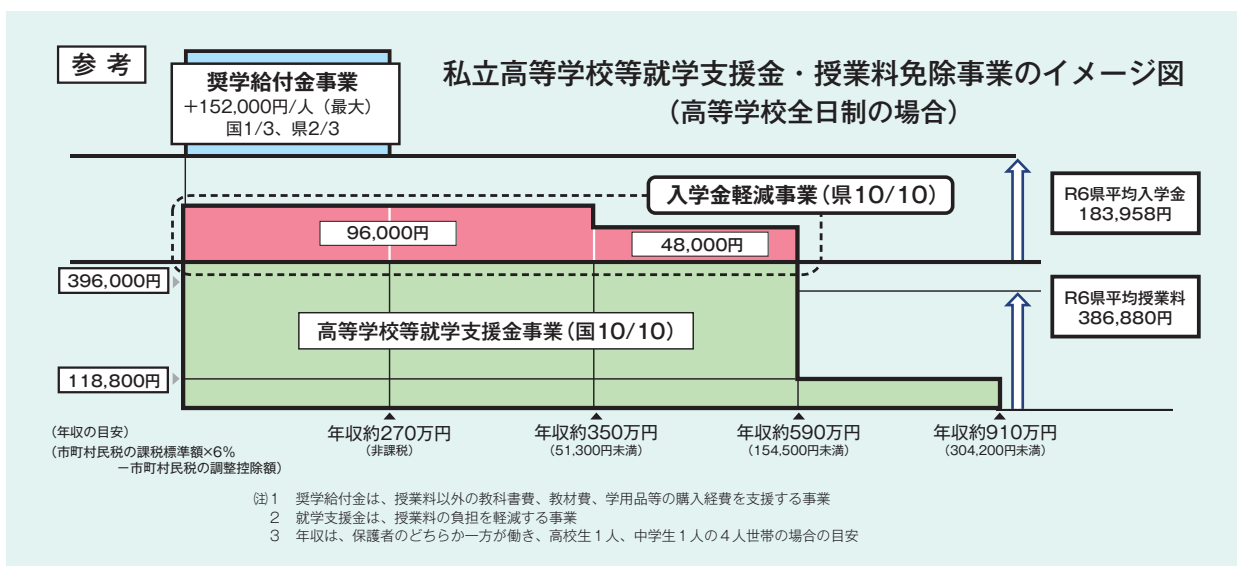 参考
奨学給付金事業
+152,000円/人（最大）
国1/3、県2/3
私立高等学校等就学支援金・授業料免除事業のイメージ図
（高等学校全日制の場合）
入学金軽減事業（県10/10）
R6県平均入学金
183,958円
96,000円
48,000円
396,000円
R6県平均授業料
386,880円
高等学校等就学支援金事業（国10/10）
118,800円
（年収の目安）
（市町村民税の課税標準額×6%
－市町村民税の調整控除額）
年収約270万円
（非課税）
年収約350万円
（51,300円未満）
年収約590万円
（154,500円未満）
年収約910万円
（304,200円未満）
㊟1 奨学給付金は、授業料以外の教科書費、教材費、学用品等の購入経費を支援する事業
2 就学支援金は、授業料の負担を軽減する事業
3 年収は、保護者のどちらか一方が働き、高校生1人、中学生1人の4人世帯の場合の目安